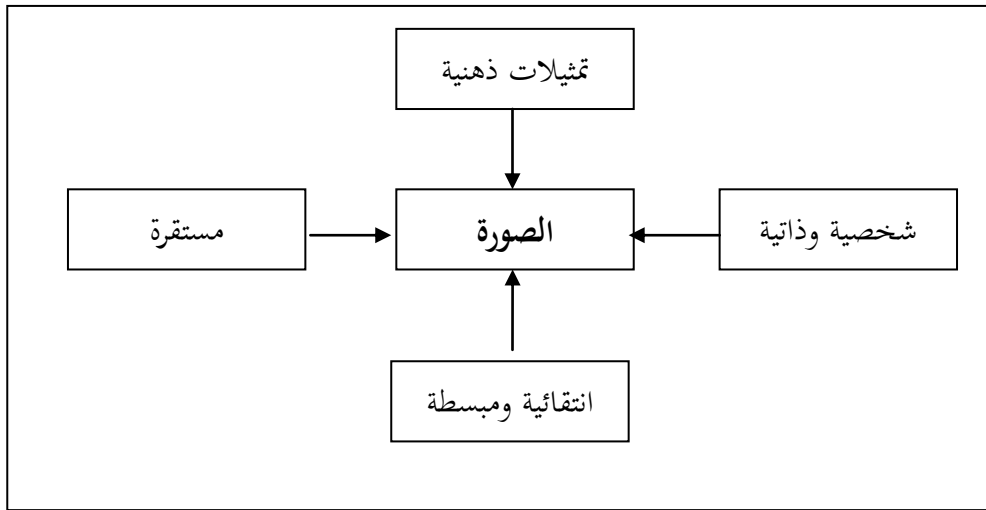 تمثيلات ذهنية
شخصية وذاتية
الصورة
مستقرة
انتقائية ومبسطة